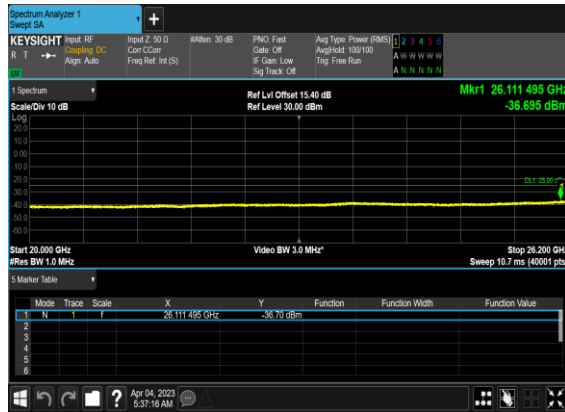 Spectrum Analyzer 1
Swept SA
+
KEYSIGHT Input: RF Input Z: 50 Ω #Atten: 30 dB PNO: Fast Avg Type: Power (RMS) 1 2 3 4 5 6
R T Coupling: DC Corr CCorr Gate: Off Avg|Hold: 100/100 A W W W W W
Align: Auto Freq Ref: Int (S) IF Gain: Low Trig: Free Run
LW Sig Track: Off A N N N N N
1 Spectrum
Scale/Div 10 dB
Ref Lvl Offset 15.40 dB
Ref Level 30.00 dBm
Mkr1 26.111 495 GHz
-36.695 dBm
Log
20.0
10.0
0.00
-10.0
-20.0
DL1 -25.00
-30.0
-40.0
-50.0
-60.0
Start 20.000 GHz Video BW 3.0 MHz* Stop 26.200 GHz
#Res BW 1.0 MHz Sweep 10.7 ms (40001 pts
5 Marker Table
Mode Trace Scale X Y Function Function Width Function Value
1 N 1 f 26.111 495 GHz -36.70 dBm
2
3
4
5
6
? Apr 04, 2023
5:37:16 AM